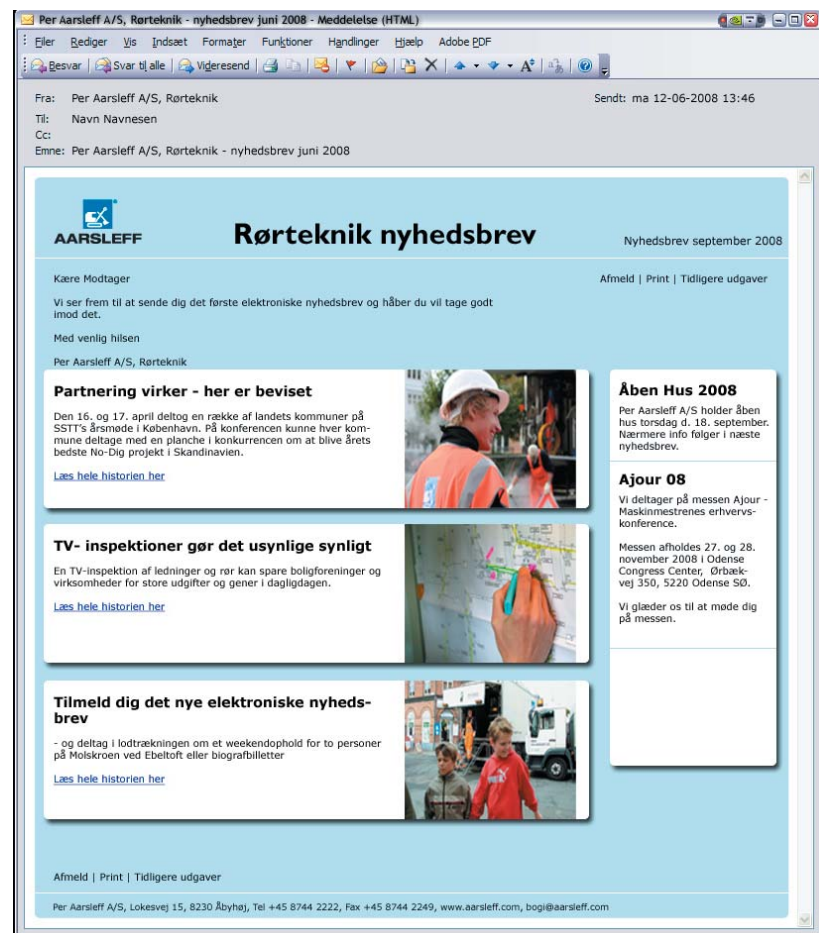 Per Aarsleff A/S, Rørteknik - nyhedsbrev juni 2008 - Meddelelse (HTML)
Filer Rediger Vis Indsæt Formater Funktioner Handlinger Hjælp Adobe PDF
Besvar Svar til alle Videresend
Fra: Per Aarsleff A/S, Rørteknik Sendt: ma 12-06-2008 13:46
Til: Navn Navnesen
Cc:
Emne: Per Aarsleff A/S, Rørteknik - nyhedsbrev juni 2008
AARSLEFF
Rørteknik nyhedsbrev
Nyhedsbrev september 2008
Kære Modtager
Afmeld | Print | Tidligere udgaver
Vi ser frem til at sende dig det første elektroniske nyhedsbrev og håber du vil tage godt
imod det.
Med venlig hilsen
Per Aarsleff A/S, Rørteknik
Partnering virker - her er beviset
Den 16. og 17. april deltog en række af landets kommuner på
SSTT's årsmøde i København. På konferencen kunne hver kom-
mune deltage med en planche i konkurrencen om at blive årets
bedste No-Dig projekt i Skandinavien.
Læs hele historien her
TV- inspektioner gør det usynlige synligt
En TV-inspektion af ledninger og rør kan spare boligforeninger og
virksomheder for store udgifter og gener i dagligdagen.
Læs hele historien her
Tilmeld dig det nye elektroniske nyheds-
brev
- og deltag i lodtrækningen om et weekendophold for to personer
på Molskroen ved Ebeltoft eller biografbilletter
Læs hele historien her
Åben Hus 2008
Per Aarsleff A/S holder åben
hus torsdag d. 18. september.
Nærmere info følger i næste
nyhedsbrev.
Ajour 08
Vi deltager på messen Ajour -
Maskinmestrenes erhvervs-
konference.
Messen afholdes 27. og 28.
november 2008 i Odense
Congress Center, Ørbæk-
vej 350, 5220 Odense SØ.
Vi glæder os til at møde dig
på messen.
Afmeld | Print | Tidligere udgaver
Per Aarsleff A/S, Lokesvej 15, 8230 Åbyhøj, Tel +45 8744 2222, Fax +45 8744 2249, www.aarsleff.com, bogi@aarsleff.com